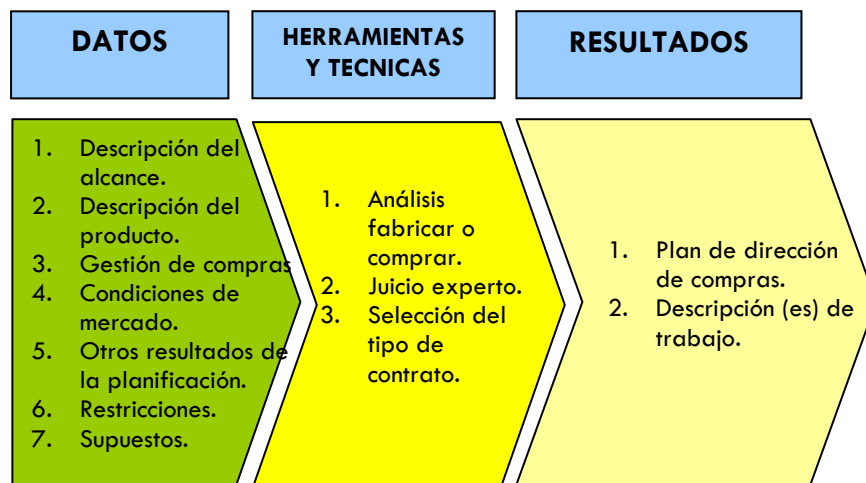 DATOS
HERRAMIENTAS
Y TECNICAS
RESULTADOS
1. Descripción del
alcance.
2. Descripción del
producto.
3. Gestión de compras
4. Condiciones de
mercado.
5. Otros resultados de
la planificación.
6. Restricciones.
7. Supuestos.
1. Análisis
fabricar o
comprar.
2. Juicio experto.
3. Selección del
tipo de
contrato.
1. Plan de dirección
de compras.
2. Descripción (es) de
trabajo.